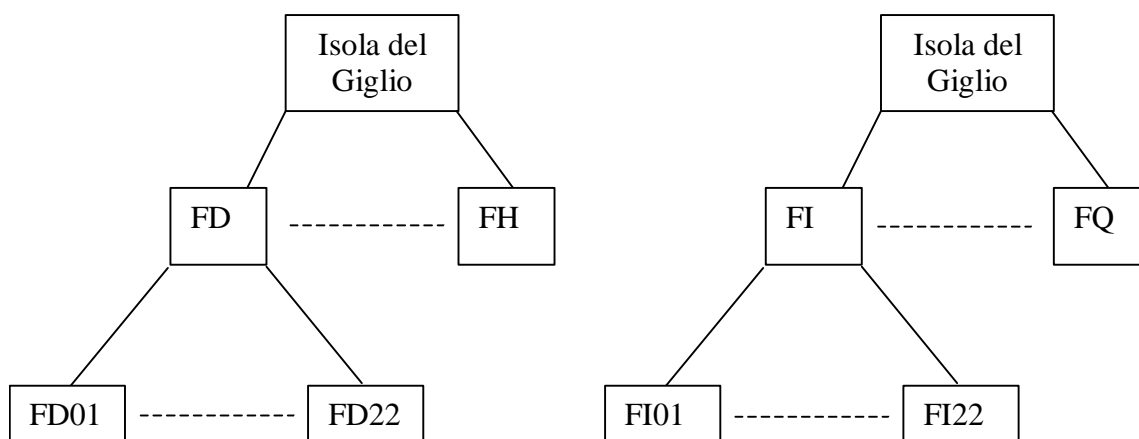 Isola del
Giglio
Isola del
Giglio
FD
FH
FI
FQ
FD01
FD22
FI01
FI22